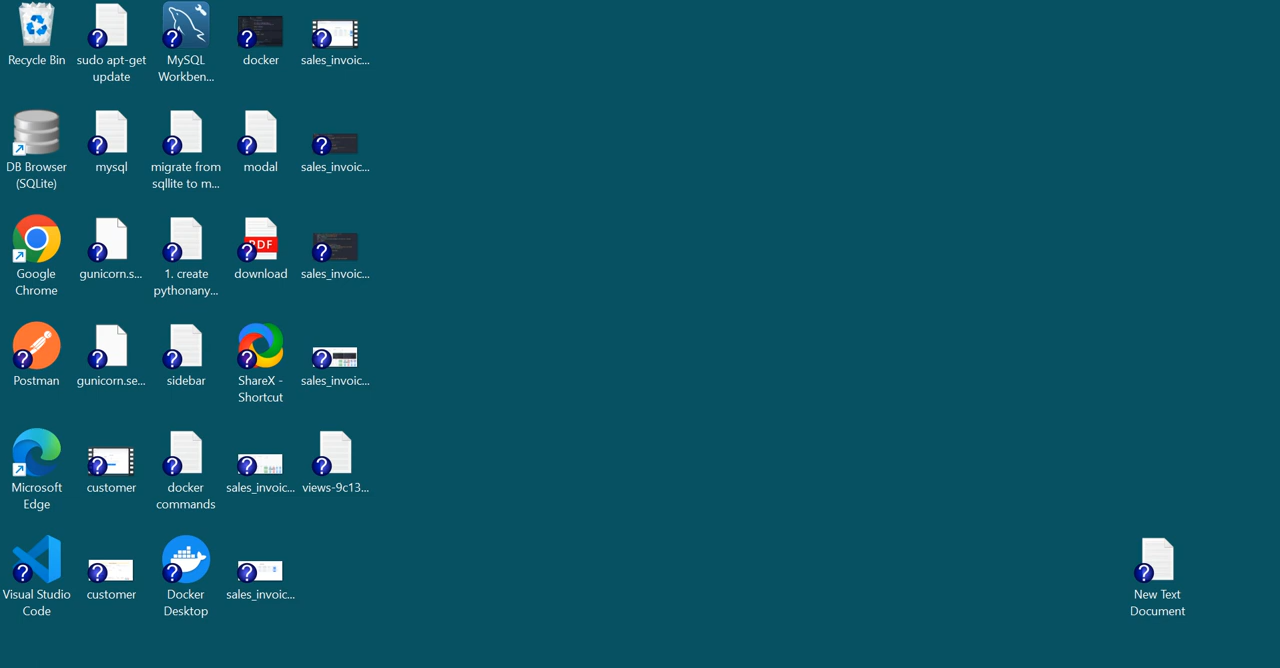 Recycle Bin
sudo apt-get
update
MySQL
Workben...
docker
sales_invoic...
DB Browser
(SQLite)
mysql
migrate from
sqllite to m...
modal
sales_invoic...
Google
Chrome
gunicorn.s...
1. create
pythonany...
PDF
download
sales_invoic...
Postman
gunicorn.se...
sidebar
ShareX -
Shortcut
sales_invoic...
Microsoft
Edge
customer
docker
commands
sales_invoic...
views-9c13...
Visual Studio
Code
customer
Docker
Desktop
sales_invoic...
New Text
Document